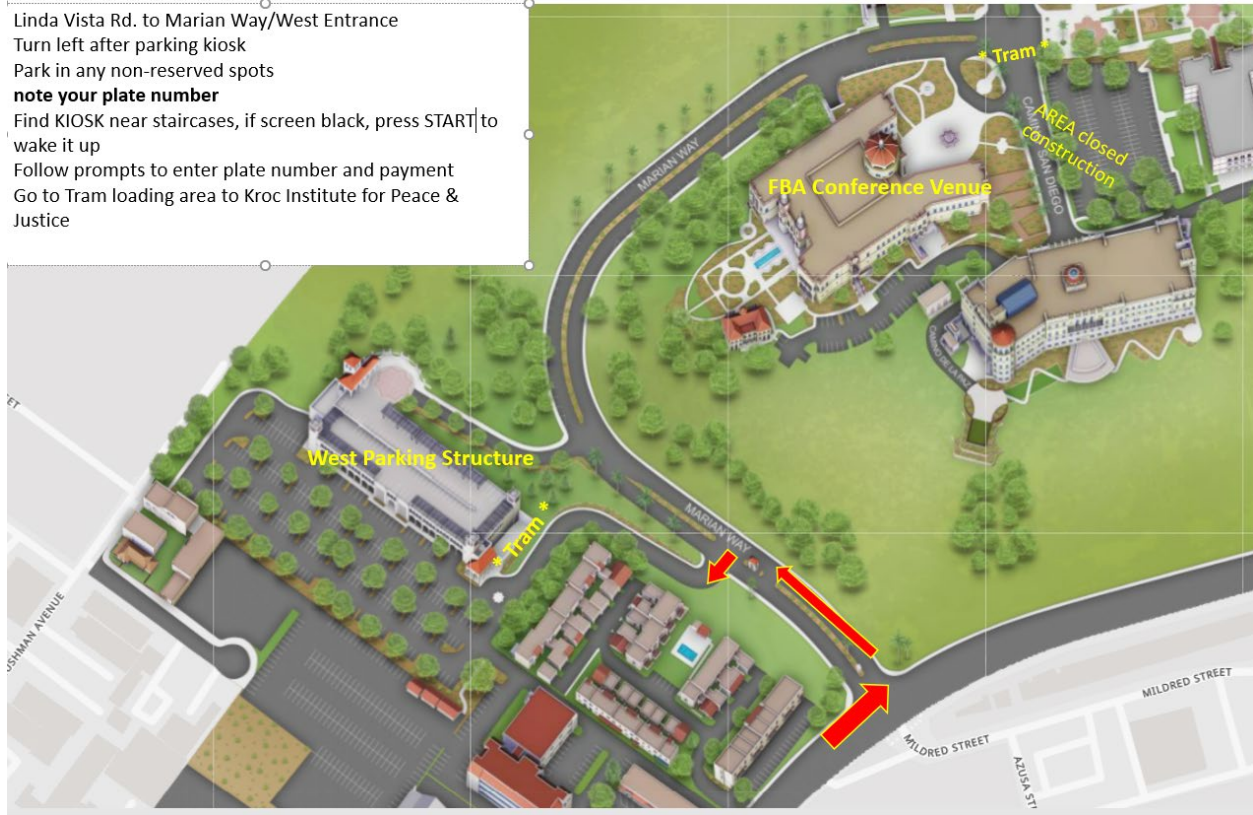 Linda Vista Rd. to Marian Way/West Entrance
Turn left after parking kiosk
Park in any non-reserved spots
note your plate number
Find KIOSK near staircases, if screen black, press START to
wake it up
Follow prompts to enter plate number and payment
Go to Tram loading area to Kroc Institute for Peace &
Justice
* Tram *
AREA closed
construction
MARIAN WAY
CAMINO SAN DIEGO
FBA Conference Venue
CAMINO DE LA PAZ
West Parking Structure
* Tram *
MARIAN WAY
MILDRED STREET
MILDRED STREET